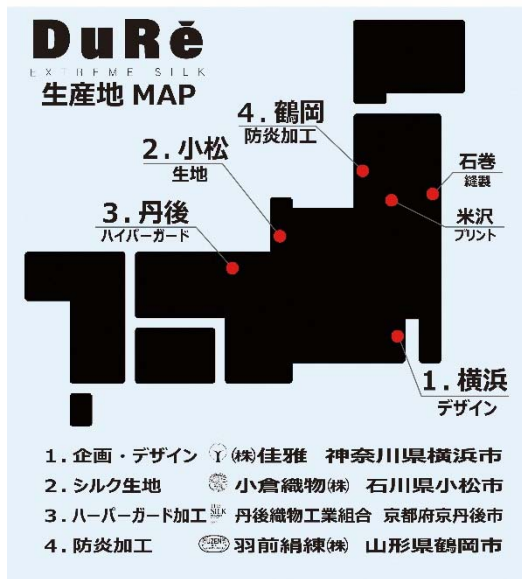 DuRē
EXTREME SILK
生産地 MAP
4.鶴岡
防炎加工
2.小松
生地
石巻
縫製
3.丹後
ハイパーガード
米沢
プリント
1.横浜
デザイン
1.企画・デザイン ㈱佳雅 神奈川県横浜市
2.シルク生地 小倉織物㈱ 石川県小松市
3.ハーパーガード加工 SILK 丹後織物工業組合 京都府京丹後市
4.防炎加工 羽前絹練㈱ 山形県鶴岡市